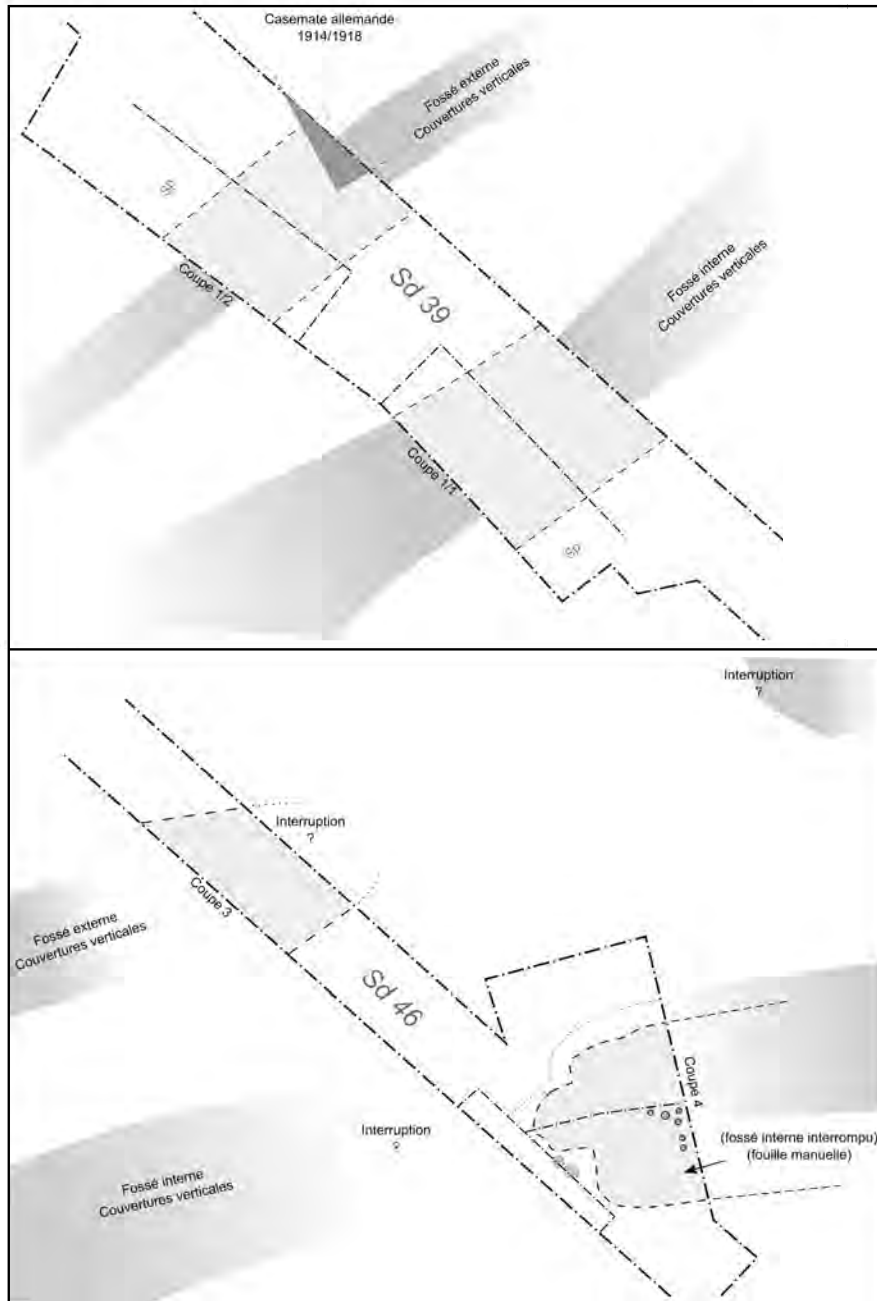 Casemate allemande
1914/1918
Fossé externe
Couvertures verticales
Fossé interne
Couvertures verticales
Coupe 1/2
Sd 39
Coupe 1/1
Interruption
?
Interruption
?
Coupe 3
Fossé externe
Couvertures verticales
Sd 46
Coupe 4
Interruption
?
(fossé interne interrompu)
(fouille manuelle)
Fossé interne
Couvertures verticales